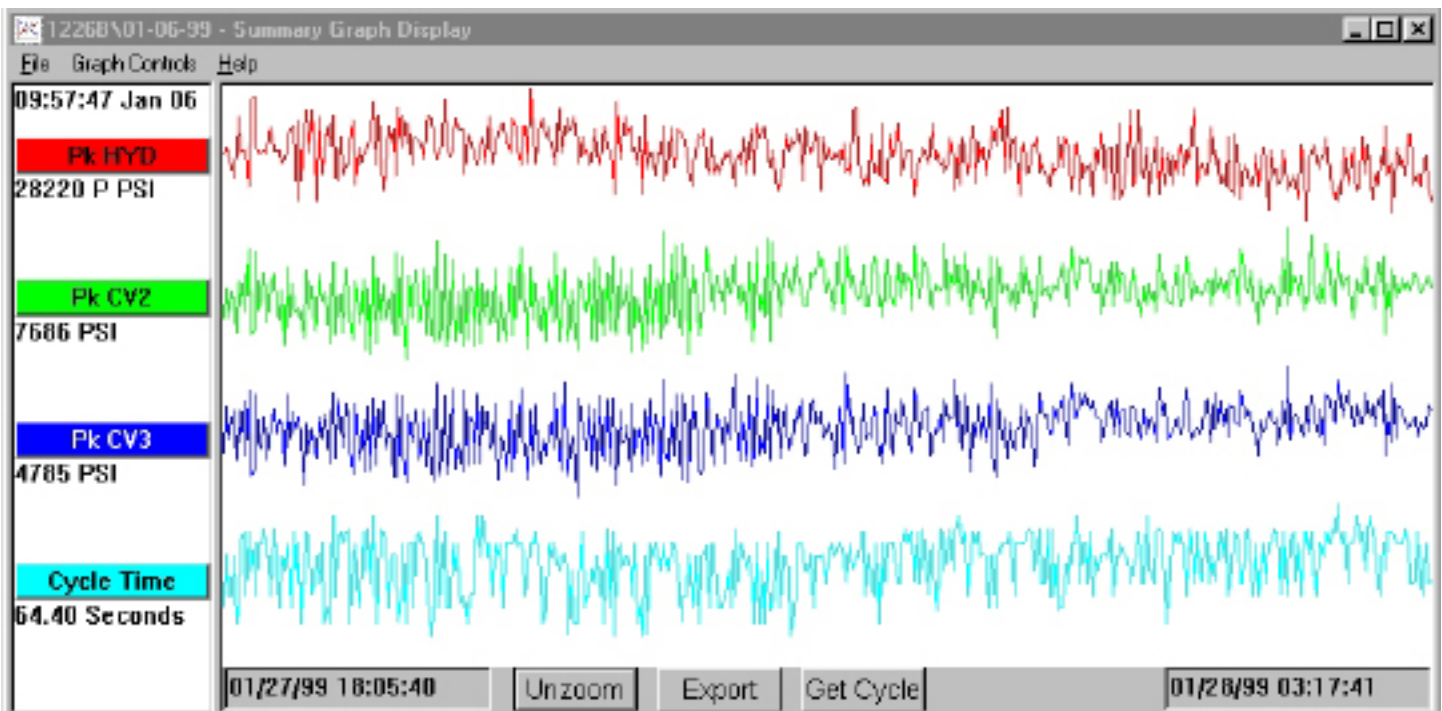 1226B\01-06-99 - Summary Graph Display
File Graph Controls Help
09:57:47 Jan 06
Pk HYD
28220 P PSI
Pk CV2
7686 PSI
Pk CV3
4785 PSI
Cycle Time
64.40 Seconds
01/27/99 18:05:40 Unzoom Export Get Cycle 01/28/99 03:17:41